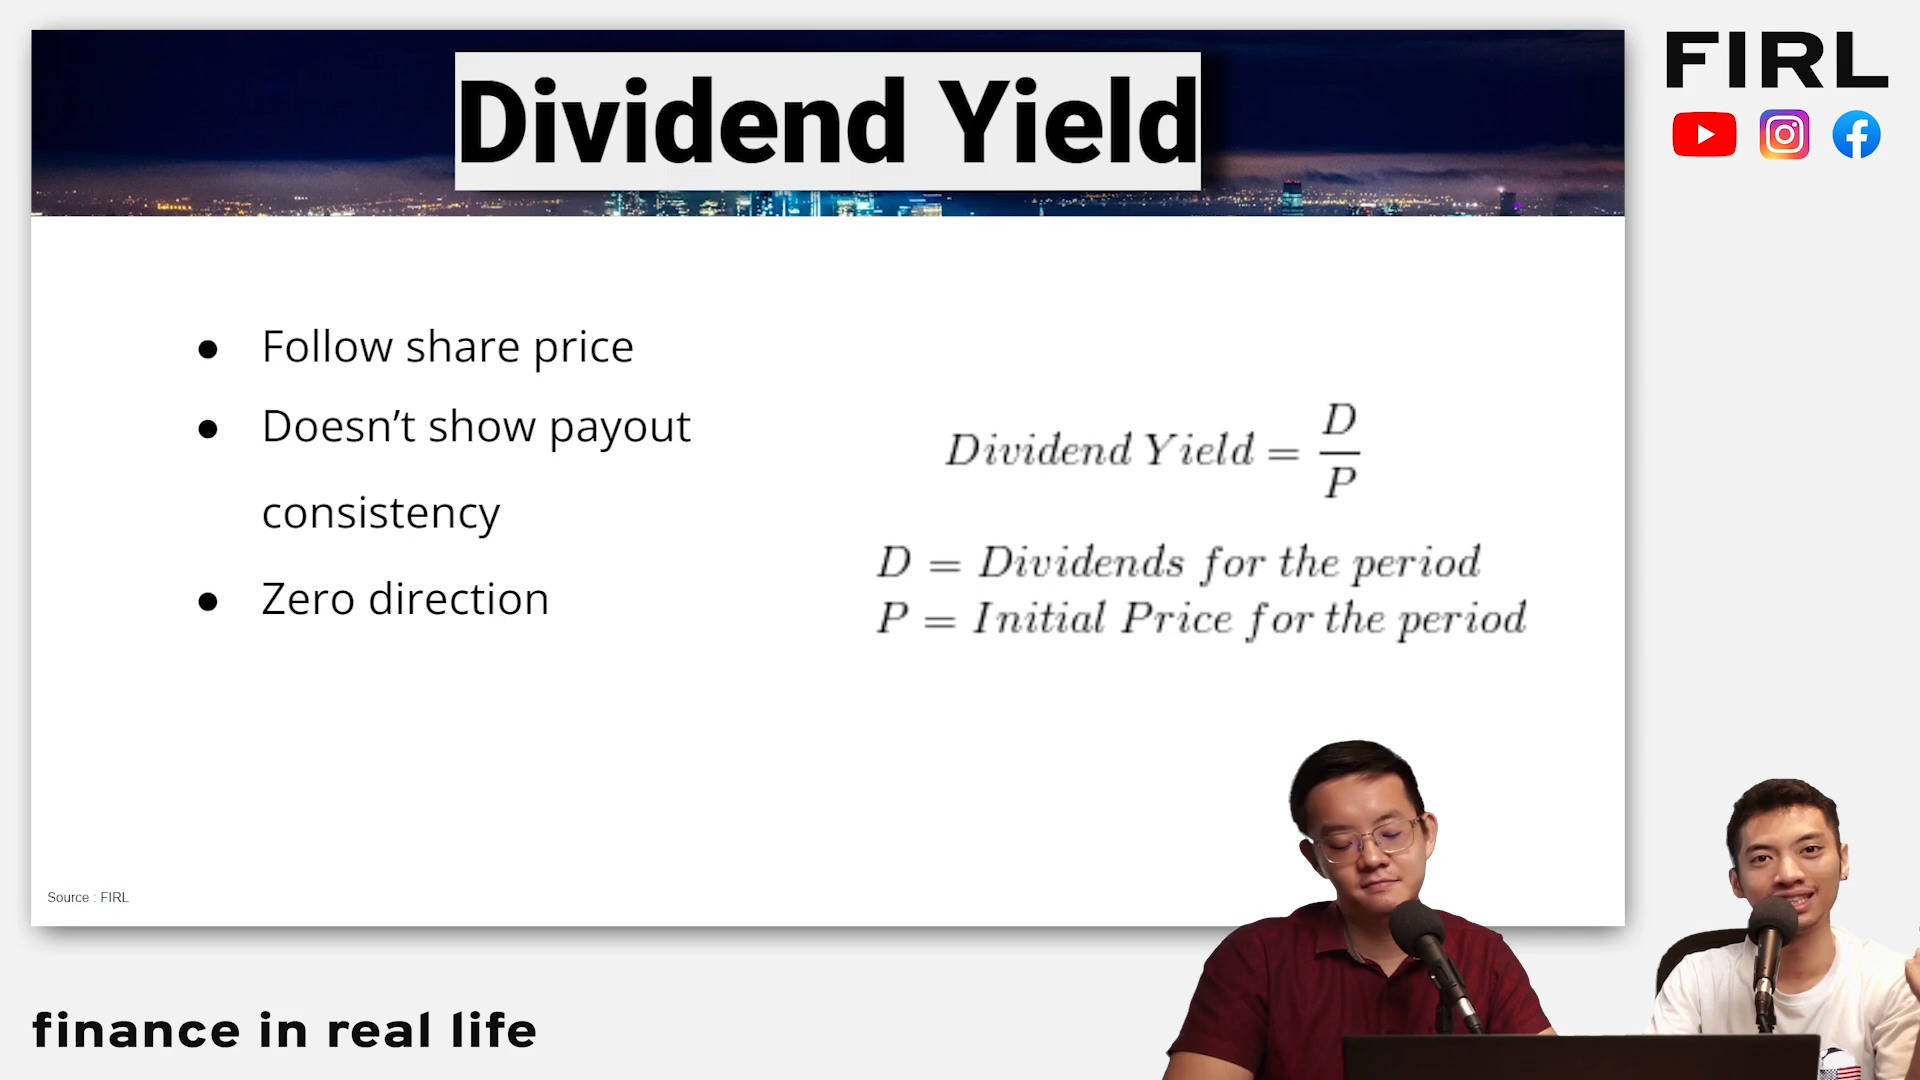 Dividend Yield
FIRL
● Follow share price
● Doesn’t show payout
consistency
● Zero direction
Dividend Yield = D
P
D = Dividends for the period
P = Initial Price for the period
Source : FIRL
finance in real life